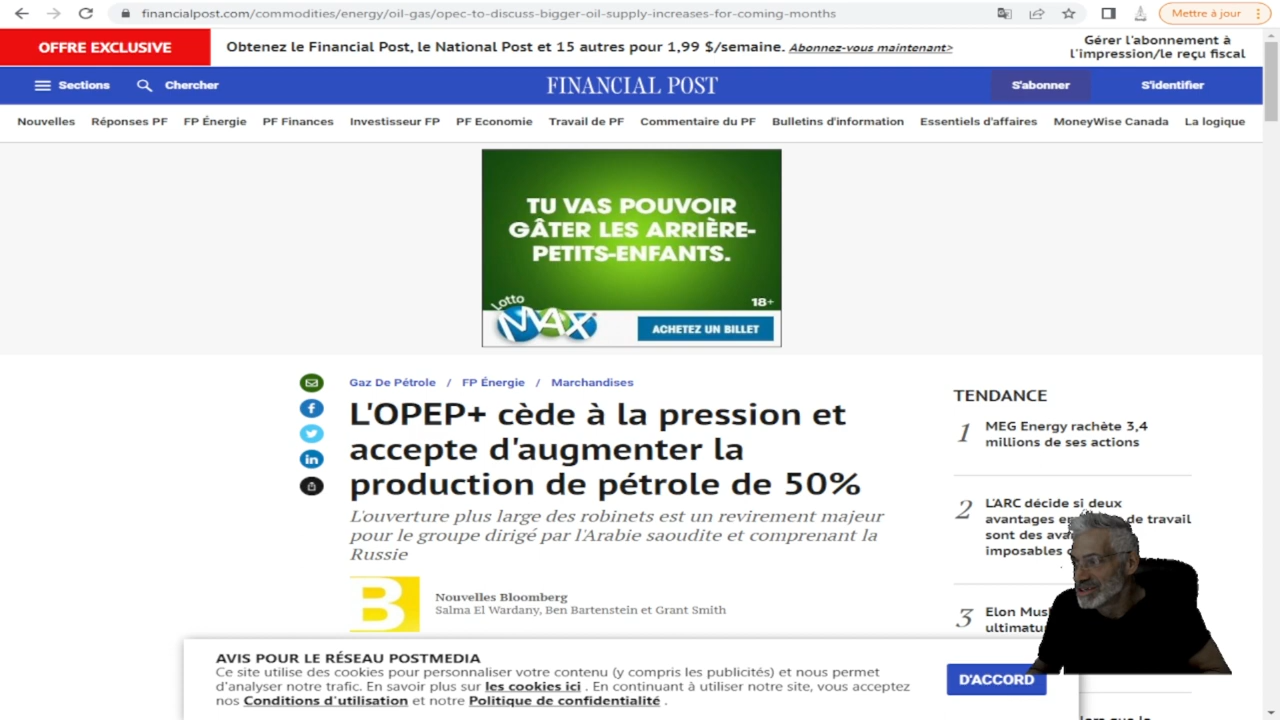 financialpost.com/commodities/energy/oil-gas/opec-to-discuss-bigger-oil-supply-increases-for-coming-months
Mettre à jour
OFFRE EXCLUSIVE
Obtenez le Financial Post, le National Post et 15 autres pour 1,99 $/semaine. Abonnez-vous maintenant>
Gérer l'abonnement à
l'impression/le reçu fiscal
Sections
Chercher
FINANCIAL POST
S'abonner
S'identifier
Nouvelles
Réponses PF
FP Énergie
PF Finances
Investisseur FP
PF Economie
Travail de PF
Commentaire du PF
Bulletins d'information
Essentiels d'affaires
MoneyWise Canada
La logique
TU VAS POUVOIR
GÂTER LES ARRIÈRE-
PETITS-ENFANTS.
Lotto
MAX
18+
ACHETEZ UN BILLET
Gaz De Pétrole / FP Énergie / Marchandises
L'OPEP+ cède à la pression et
accepte d'augmenter la
production de pétrole de 50%
L'ouverture plus large des robinets est un revirement majeur
pour le groupe dirigé par l'Arabie saoudite et comprenant la
Russie
B
Nouvelles Bloomberg
Salma El Wardany, Ben Bartenstein et Grant Smith
TENDANCE
1
MEG Energy rachète 3,4
millions de ses actions
2
L'ARC décide si deux
avantages de travail
sont des
imposables
3
Elon
AVIS POUR LE RÉSEAU POSTMEDIA
Ce site utilise des cookies pour personnaliser votre contenu (y compris les publicités) et nous permet
d'analyser notre trafic. En savoir plus sur les cookies ici . En continuant à utiliser notre site, vous acceptez
nos Conditions d'utilisation et notre Politique de confidentialité .
D'ACCORD